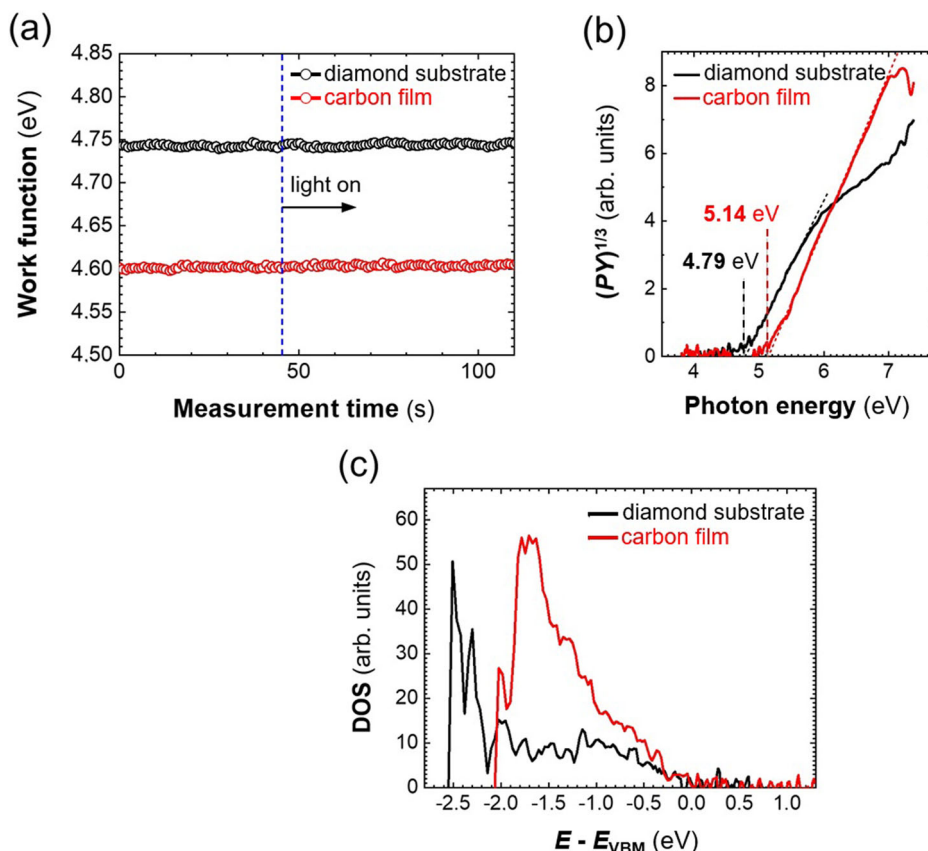 (a)
4.85
4.80
4.75
4.70
4.65
4.60
4.55
4.50
Work function (eV)
diamond substrate
carbon film
light on
0
50
100
Measurement time (s)
(b)
8
6
4
2
0
(PY)1/3 (arb. units)
diamond substrate
carbon film
5.14 eV
4.79 eV
4
5
6
7
Photon energy (eV)
(c)
60
50
40
30
20
10
0
DOS (arb. units)
diamond substrate
carbon film
-2.5
-2.0
-1.5
-1.0
-0.5
0.0
0.5
1.0
E - EVBM (eV)